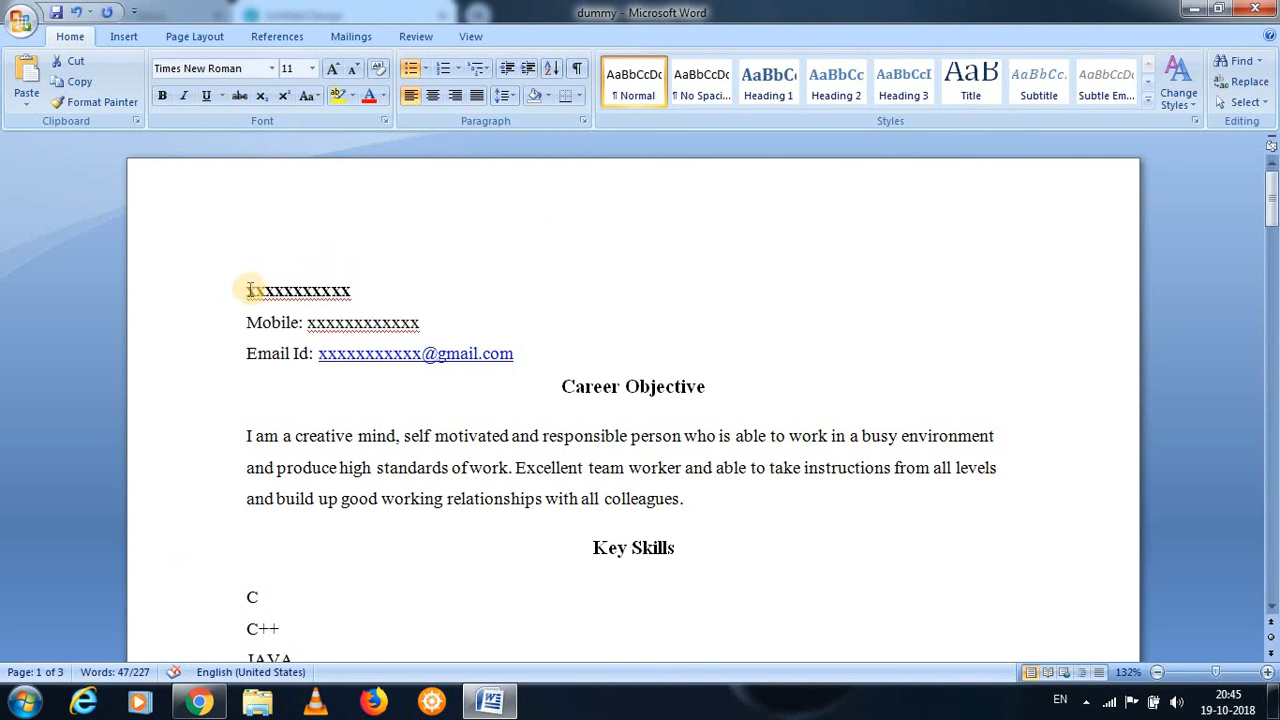 dummy - Microsoft Word
Home Insert Page Layout References Mailings Review View
Paste
Cut
Copy
Format Painter
Clipboard
Times New Roman 11
Font
Paragraph
AaBbCcDc AaBbCcDc AaBbC AaBbCc AaBbCcI AaB AaBbCcI AaBbCcDc
¶ Normal ¶ No Spaci... Heading 1 Heading 2 Heading 3 Title Subtitle Subtle Em...
Change Styles
Styles
Find
Replace
Select
Editing
xxxxxxxxxxx
Mobile: xxxxxxxxxxxx
Email Id: xxxxxxxxxxx@gmail.com
Career Objective
I am a creative mind, self motivated and responsible person who is able to work in a busy environment
and produce high standards of work. Excellent team worker and able to take instructions from all levels
and build up good working relationships with all colleagues.
Key Skills
C
C++
JAVA
Page: 1 of 3 Words: 47/227 English (United States) 132%
EN 20:45
19-10-2018